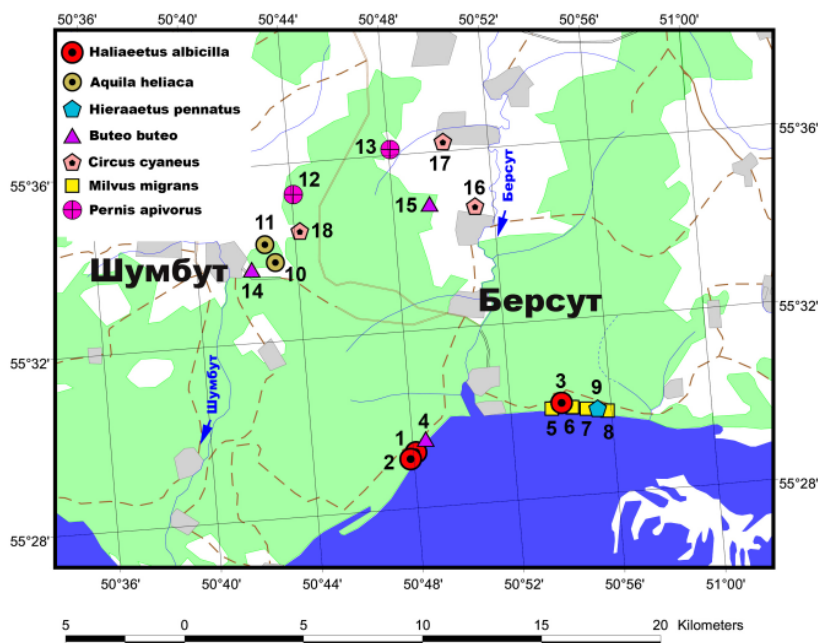 50°36' 50°40' 50°44' 50°48' 50°52' 50°56' 51°00'
Haliaeetus albicilla
Aquila heliaca
Hieraaetus pennatus
Buteo buteo
Circus cyaneus
Milvus migrans
Pernis apivorus
55°36'
55°36'
13
17
12
15
16
Берсут
11
18
10
Шумбут
14
Берсут
55°32'
55°32'
Шумбут
3
9
5
6
7
8
4
1
2
55°28'
55°28'
50°36' 50°40' 50°44' 50°48' 50°52' 50°56' 51°00'
5 0 5 10 15 20 Kilometers